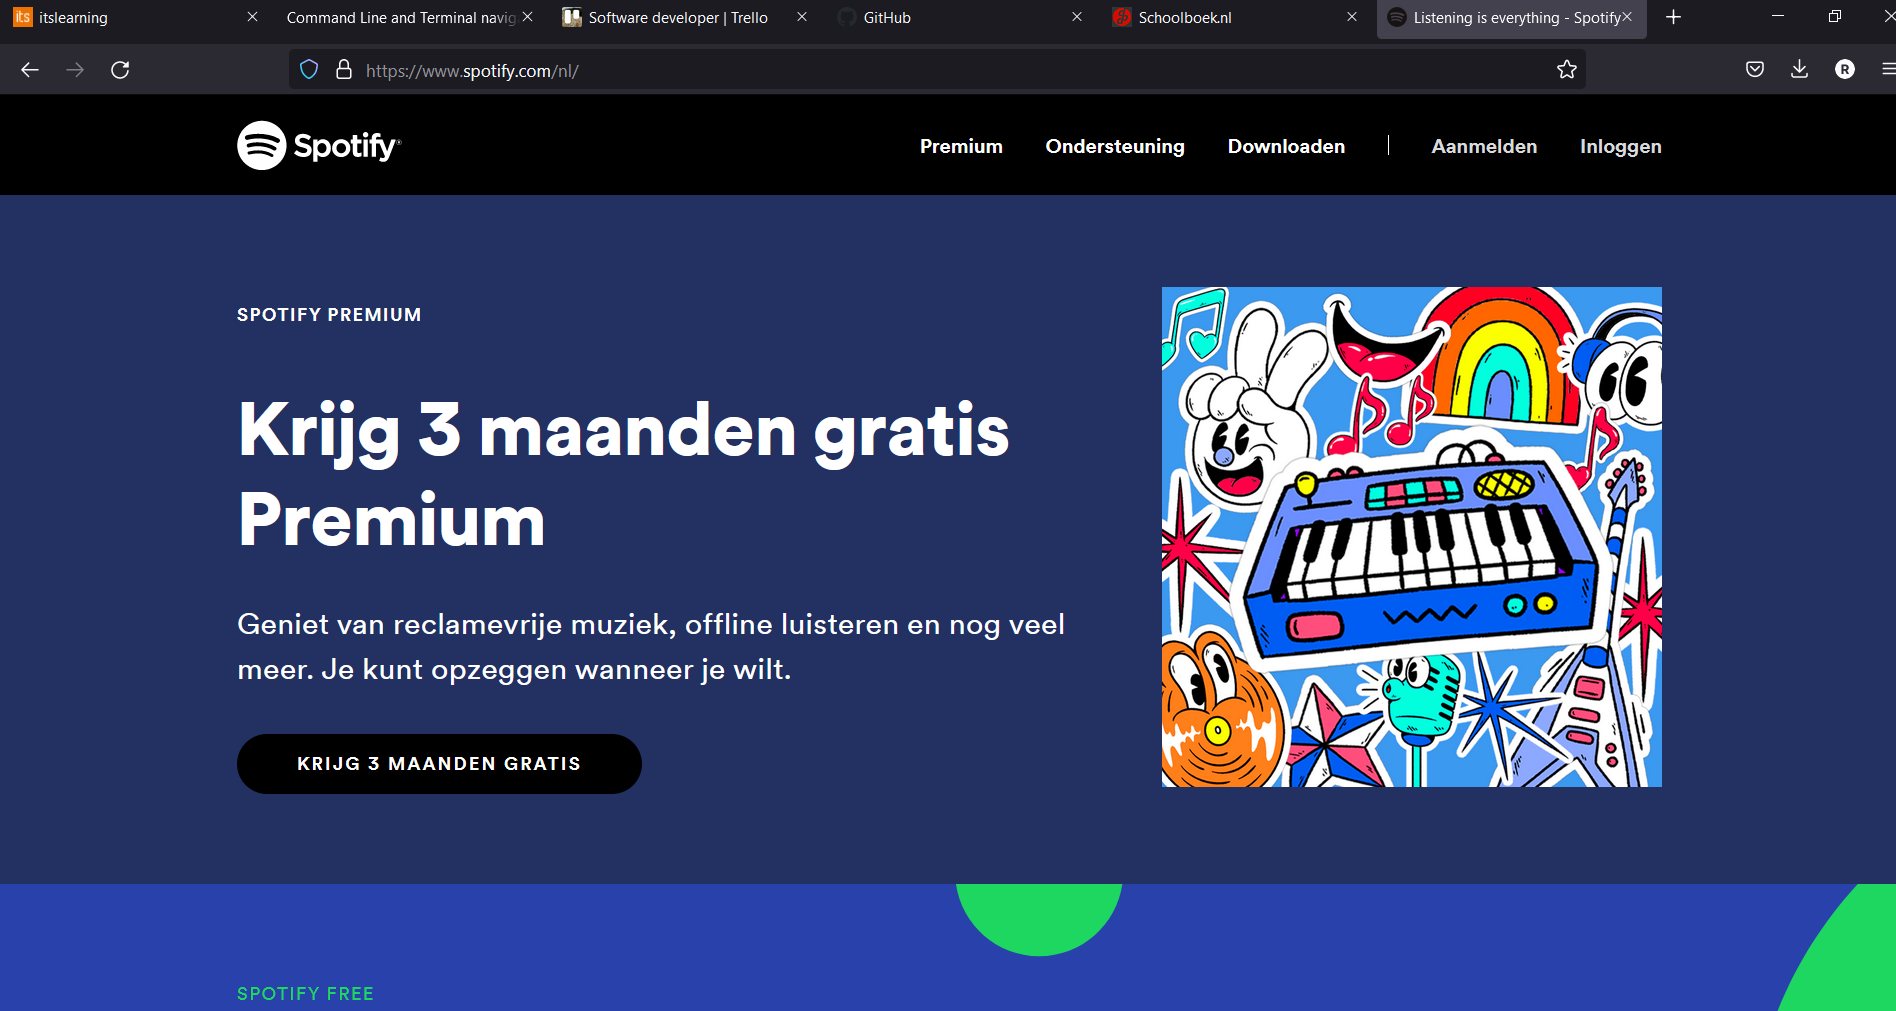 its itslearning
Command Line and Terminal navig
Software developer | Trello
GitHub
Schoolboek.nl
Listening is everything - Spotify
https://www.spotify.com/nl/
R
Spotify®
Premium
Ondersteuning
Downloaden
Aanmelden
Inloggen
SPOTIFY PREMIUM
Krijg 3 maanden gratis
Premium
Geniet van reclamevrije muziek, offline luisteren en nog veel
meer. Je kunt opzeggen wanneer je wilt.
KRIJG 3 MAANDEN GRATIS
SPOTIFY FREE